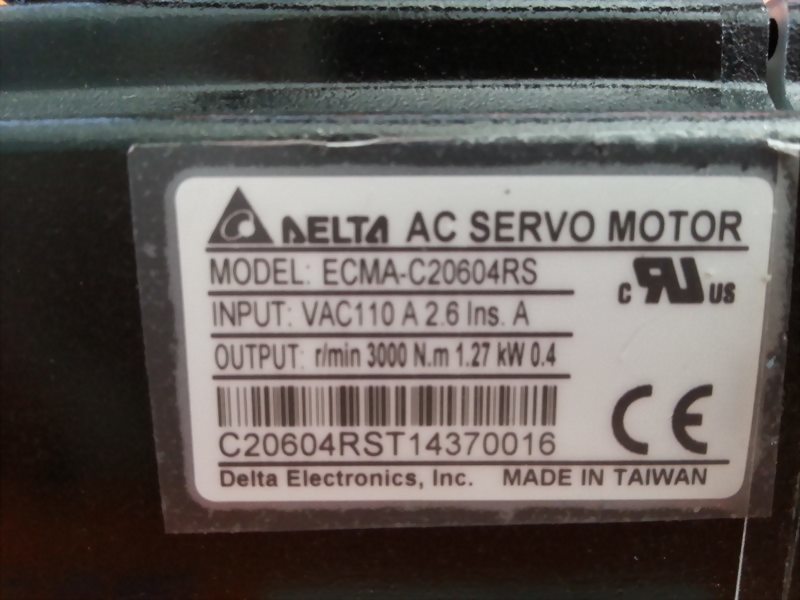 DELTA AC SERVO MOTOR
MODEL: ECMA-C20604RS
INPUT: VAC110 A 2.6 Ins. A
OUTPUT: r/min 3000 N.m 1.27 kW 0.4
C RU US
CE
C20604RST14370016
Delta Electronics, Inc. MADE IN TAIWAN